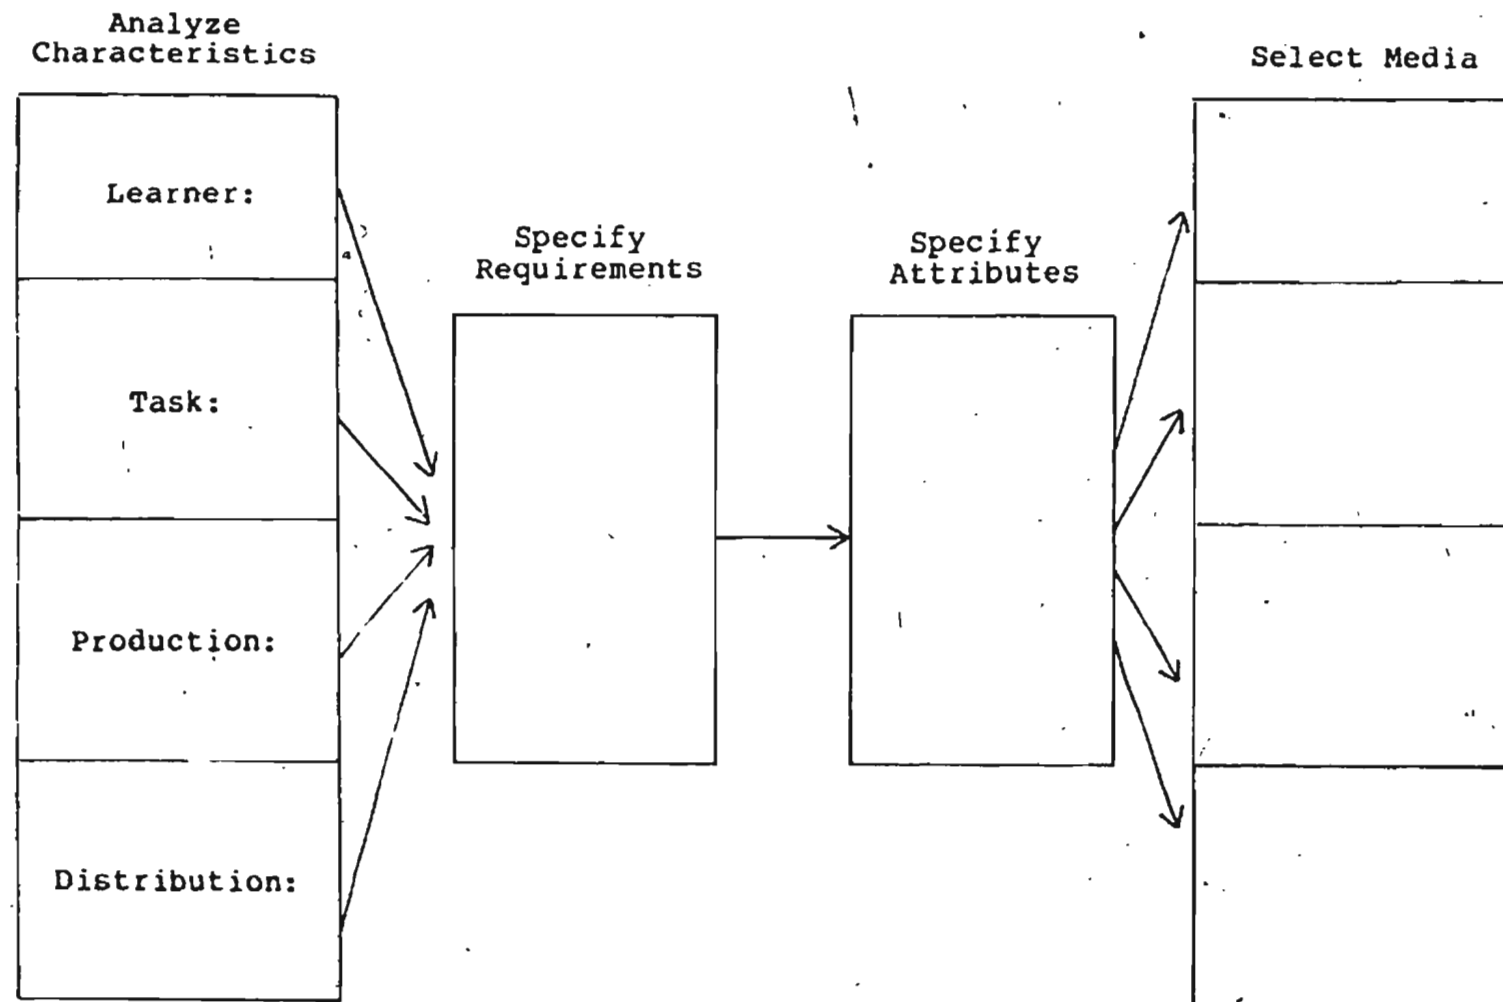 Analyze
Characteristics
Select Media
Learner:
Specify
Requirements
Specify
Attributes
Task:
Production:
Distribution: